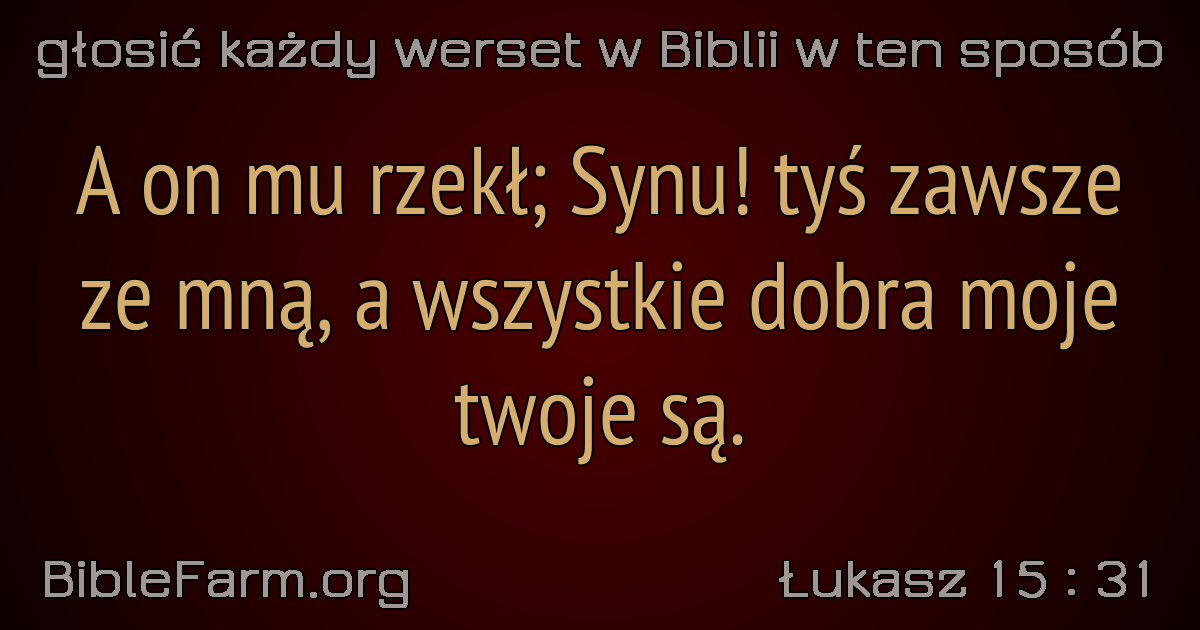 głosić każdy werset w Biblii w ten sposób
A on mu rzekł; Synu! tyś zawsze
ze mną, a wszystkie dobra moje
twoje są.
BibleFarm.org
Łukasz 15 : 31